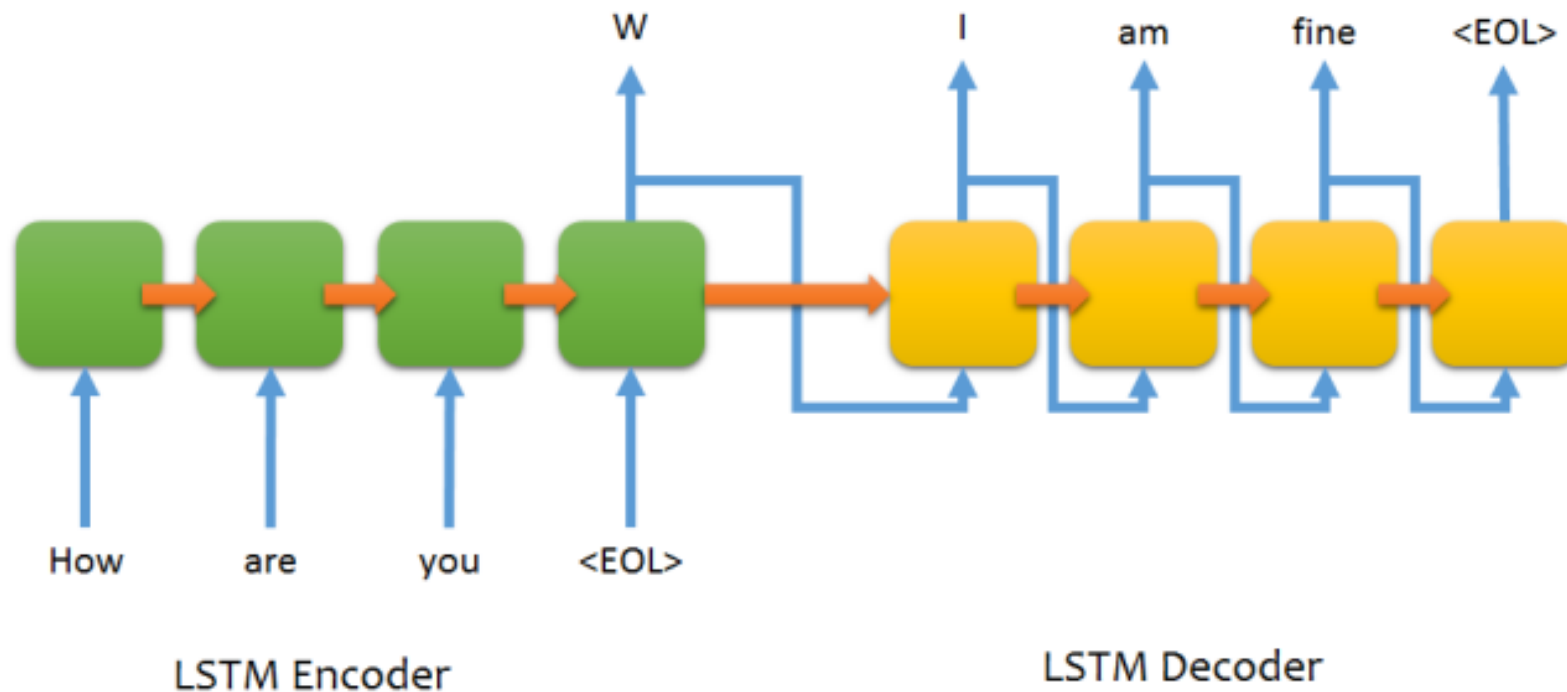 W I am fine <EOL>
How are you <EOL>
LSTM Encoder LSTM Decoder